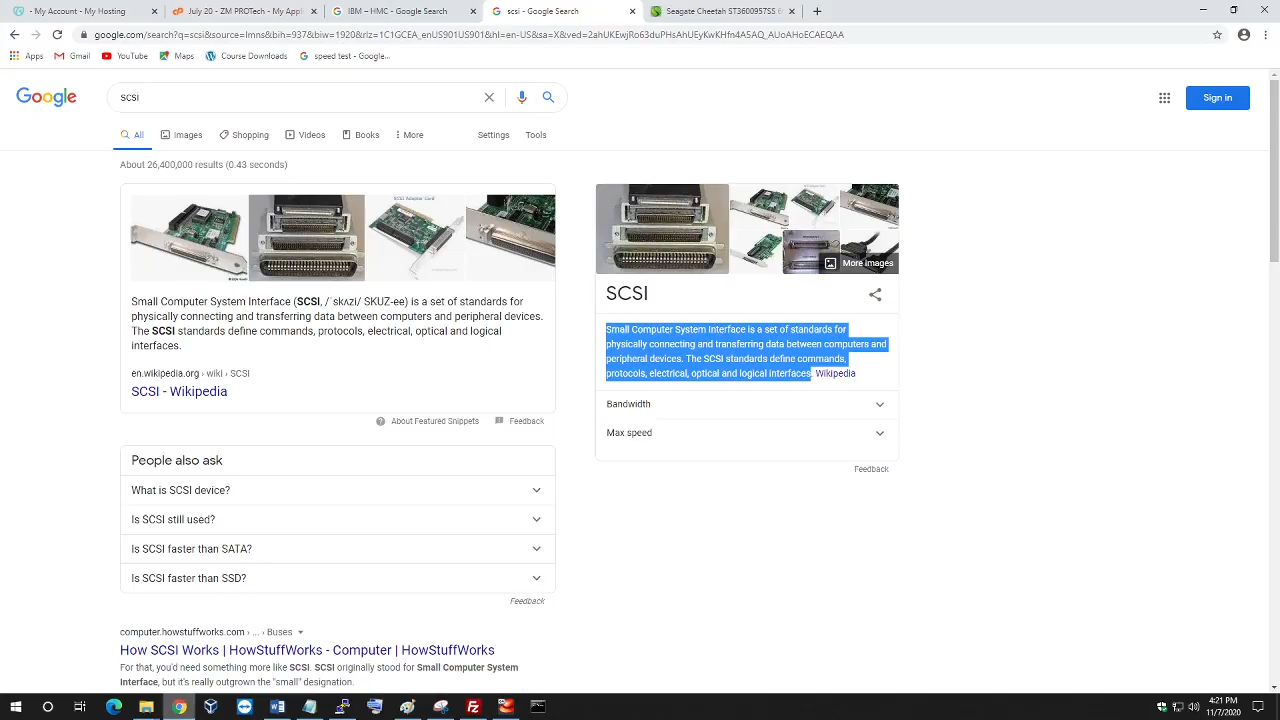 - My Account - My Hosting
July 20 - ZM PROTech - My Appli
IBM – HMC - Google Search
scsi - Google Search
Seagate Cheetah ST3600957SS 6
google.com/search?q=scsi&source=lnns&bih=937&biw=1920&rlz=1C1GCEA_enUS901US901&hl=en-US&sa=X&ved=2ahUKEwjRo63duPHsAhUEyKwKHfn4A5AQ_AUoAHoECAEQAA
Apps
Gmail
YouTube
Maps
Course Downloads
speed test - Google...
Google
scsi
Sign in
All
Images
Shopping
Videos
Books
More
Settings
Tools
About 26,400,000 results (0.43 seconds)
Small Computer System Interface (SCSI, /ˈskʌzi/ SKUZ-ee) is a set of standards for
physically connecting and transferring data between computers and peripheral devices.
The SCSI standards define commands, protocols, electrical, optical and logical
interfaces.
en.wikipedia.org › wiki › SCSI
SCSI - Wikipedia
About Featured Snippets
Feedback
People also ask
What is SCSI device?
Is SCSI still used?
Is SCSI faster than SATA?
Is SCSI faster than SSD?
Feedback
computer.howstuffworks.com › ... › Buses
How SCSI Works | HowStuffWorks - Computer | HowStuffWorks
For that, you'd need something more like SCSI. SCSI originally stood for Small Computer System
Interface, but it's really outgrown the "small" designation.
More images
SCSI
Small Computer System Interface is a set of standards for
physically connecting and transferring data between computers and
peripheral devices. The SCSI standards define commands,
protocols, electrical, optical and logical interfaces. Wikipedia
Bandwidth
Max speed
Feedback
4:21 PM
11/7/2020